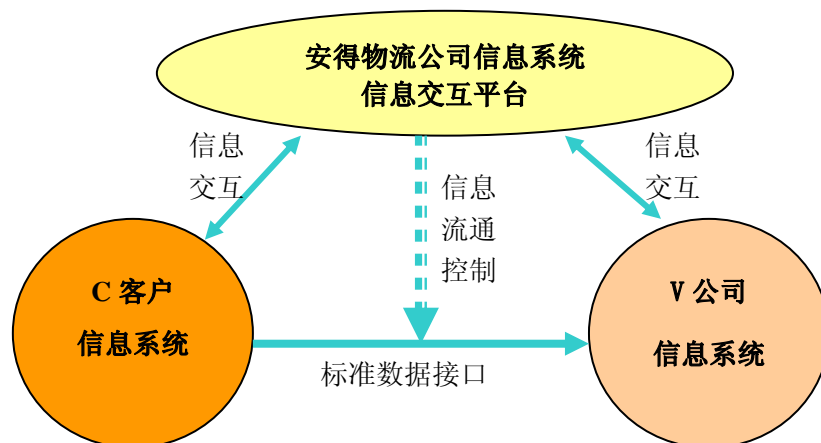 安得物流公司信息系统
信息交互平台
信息
交互
信息
流通
控制
信息
交互
C 客户
信息系统
V 公司
信息系统
标准数据接口